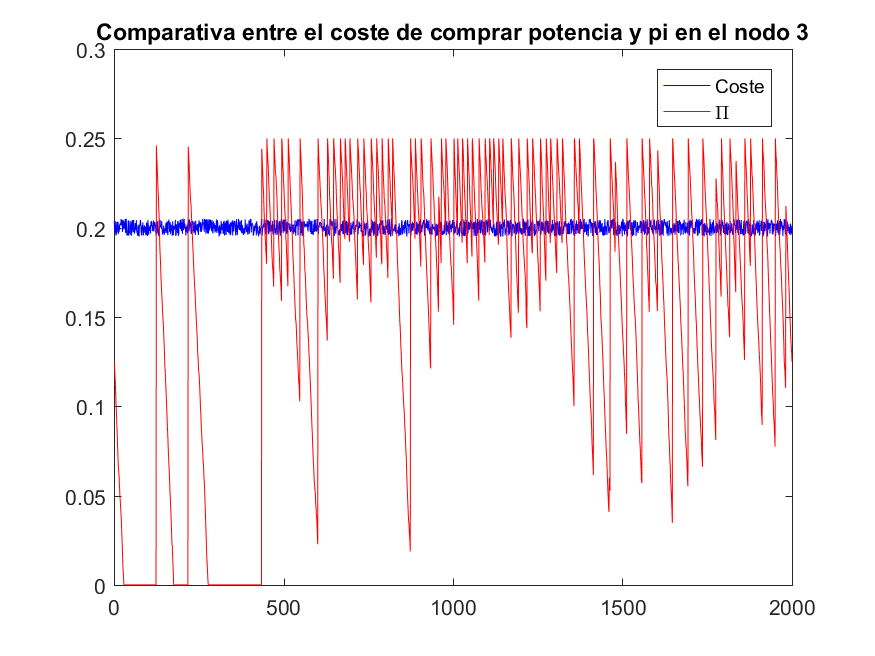 Comparativa entre el coste de comprar potencia y pi en el nodo 3
0.3
0.25
0.2
0.15
0.1
0.05
0
Coste
Π
0 500 1000 1500 2000